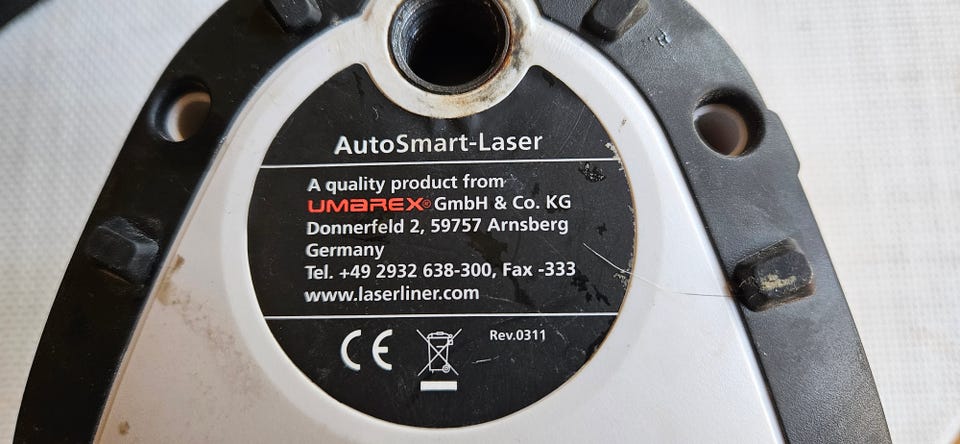 AutoSmart-Laser
A quality product from
UMAREX® GmbH & Co. KG
Donnerfeld 2, 59757 Arnsberg
Germany
Tel. +49 2932 638-300, Fax -333
www.laserliner.com
CE
Rev.0311